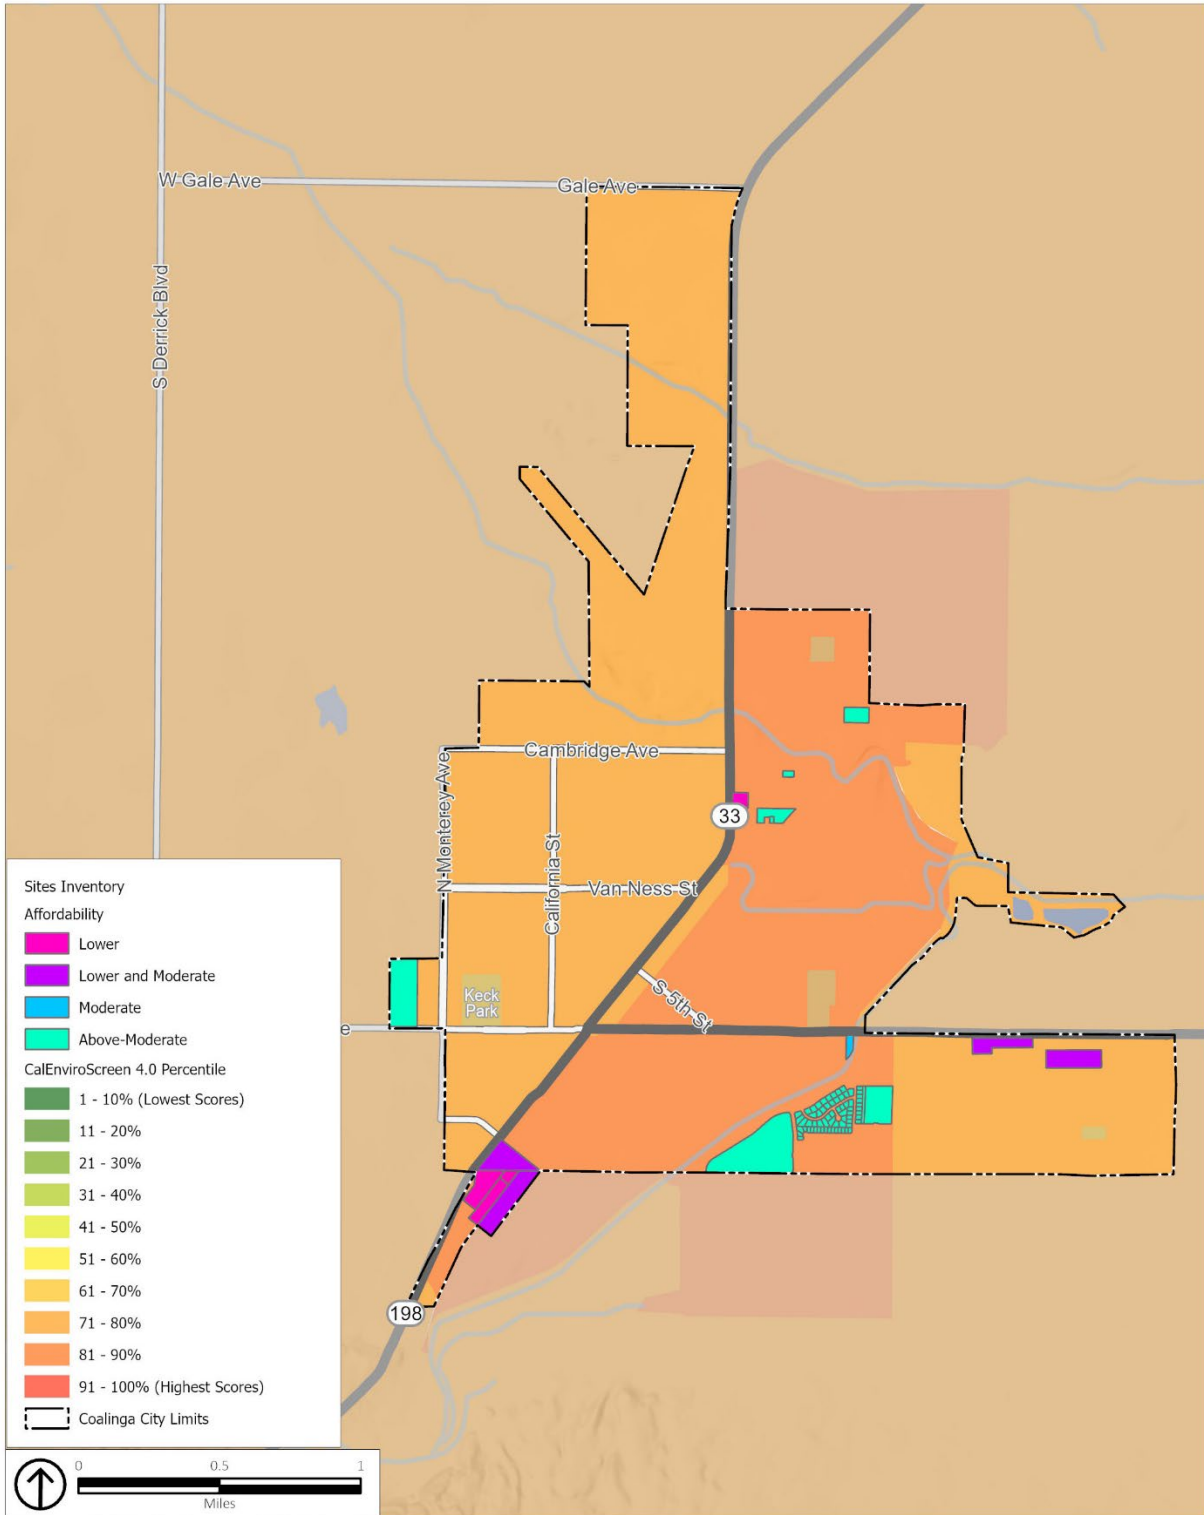 W Gale Ave
Gale Ave
S Derrick Blvd
Cambridge Ave
N Monterey Ave
California St
33
Van Ness St
S 5th St
Keck
Park
e
198
Sites Inventory
Affordability
Lower
Lower and Moderate
Moderate
Above-Moderate
CalEnviroScreen 4.0 Percentile
1 - 10% (Lowest Scores)
11 - 20%
21 - 30%
31 - 40%
41 - 50%
51 - 60%
61 - 70%
71 - 80%
81 - 90%
91 - 100% (Highest Scores)
Coalinga City Limits
0 0.5 1
Miles